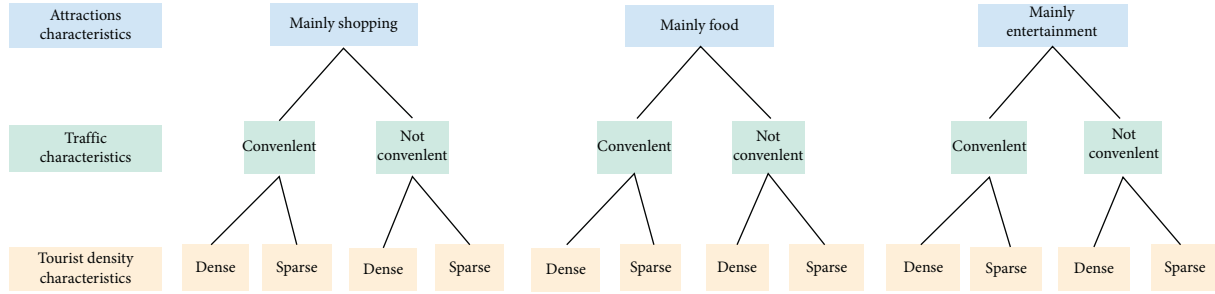 Attractions
characteristics
Mainly shopping
Mainly food
Mainly
entertainment
Traffic
characteristics
Convenlent
Not
convenlent
Convenlent
Not
convenlent
Convenlent
Not
convenlent
Tourist density
characteristics
Dense
Sparse
Dense
Sparse
Dense
Sparse
Dense
Sparse
Dense
Sparse
Dense
Sparse